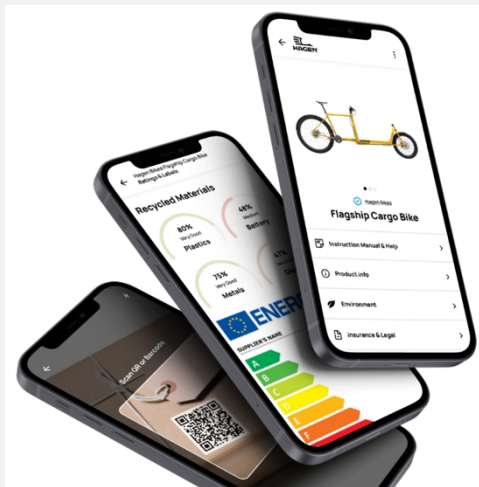 HAGEN
Hagen Bikes
Flagship Cargo Bike
Instruction Manual & Help
Product info
Environment
Insurance & Legal
Hagen Bikes Flagship Cargo Bike
Ratings & Labels
Recycled Materials
80%
Very Good
Plastics
48%
Medium
Battery
75%
Very Good
Metals
47%
ENERG
SUPPLIER'S NAME
A
B
C
D
E
F
Scan QR or Barcode